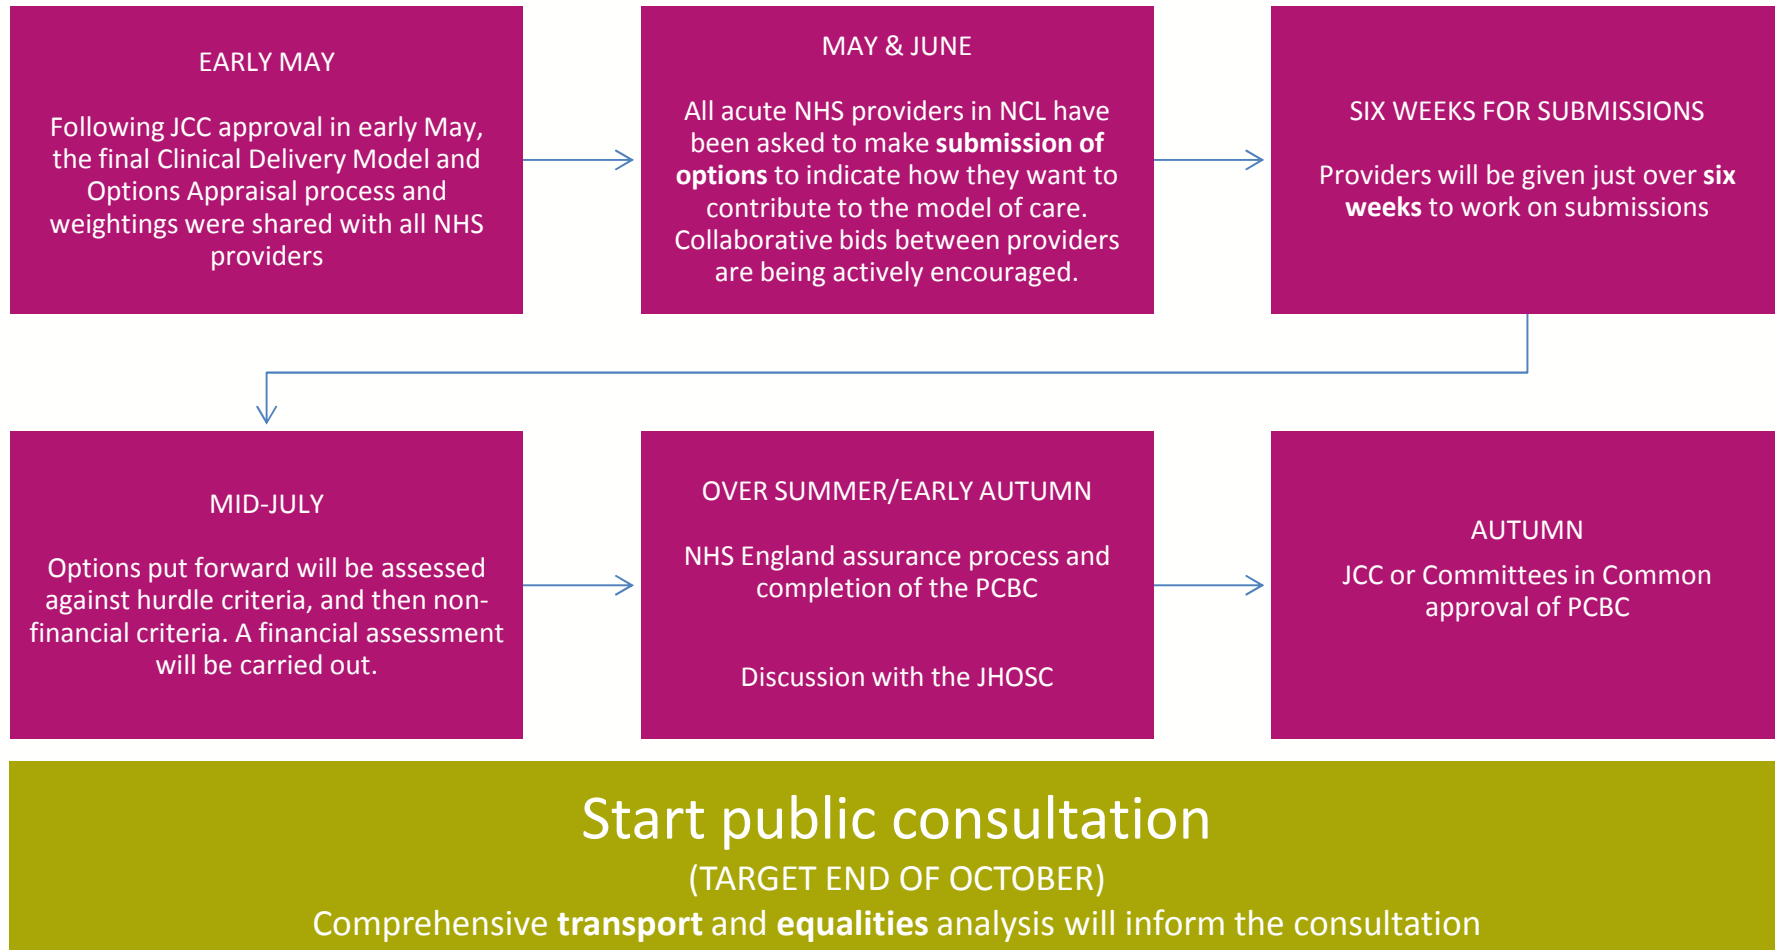 EARLY MAY
Following JCC approval in early May,
the final Clinical Delivery Model and
Options Appraisal process and
weightings were shared with all NHS
providers
MAY & JUNE
All acute NHS providers in NCL have
been asked to make submission of
options to indicate how they want to
contribute to the model of care.
Collaborative bids between providers
are being actively encouraged.
SIX WEEKS FOR SUBMISSIONS
Providers will be given just over six
weeks to work on submissions
MID-JULY
Options put forward will be assessed
against hurdle criteria, and then non-
financial criteria. A financial assessment
will be carried out.
OVER SUMMER/EARLY AUTUMN
NHS England assurance process and
completion of the PCBC
Discussion with the JHOSC
AUTUMN
JCC or Committees in Common
approval of PCBC
Start public consultation
(TARGET END OF OCTOBER)
Comprehensive transport and equalities analysis will inform the consultation